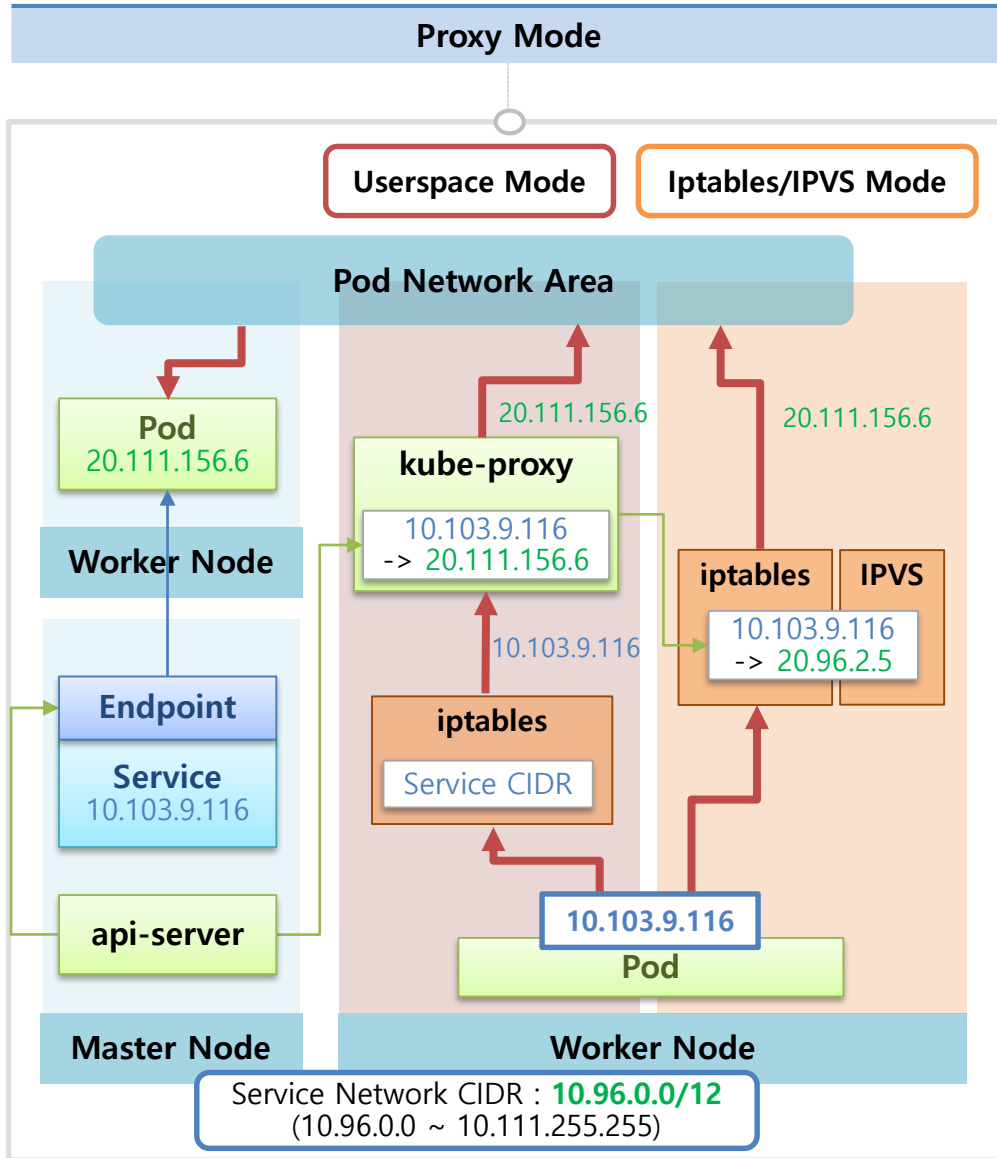 Proxy Mode
Userspace Mode
Iptables/IPVS Mode
Pod Network Area
Pod
20.111.156.6
Worker Node
Endpoint
Service
10.103.9.116
api-server
Master Node
20.111.156.6
kube-proxy
10.103.9.116
-> 20.111.156.6
10.103.9.116
iptables
Service CIDR
20.111.156.6
iptables
IPVS
10.103.9.116
-> 20.96.2.5
10.103.9.116
Pod
Worker Node
Service Network CIDR : 10.96.0.0/12
(10.96.0.0 ~ 10.111.255.255)